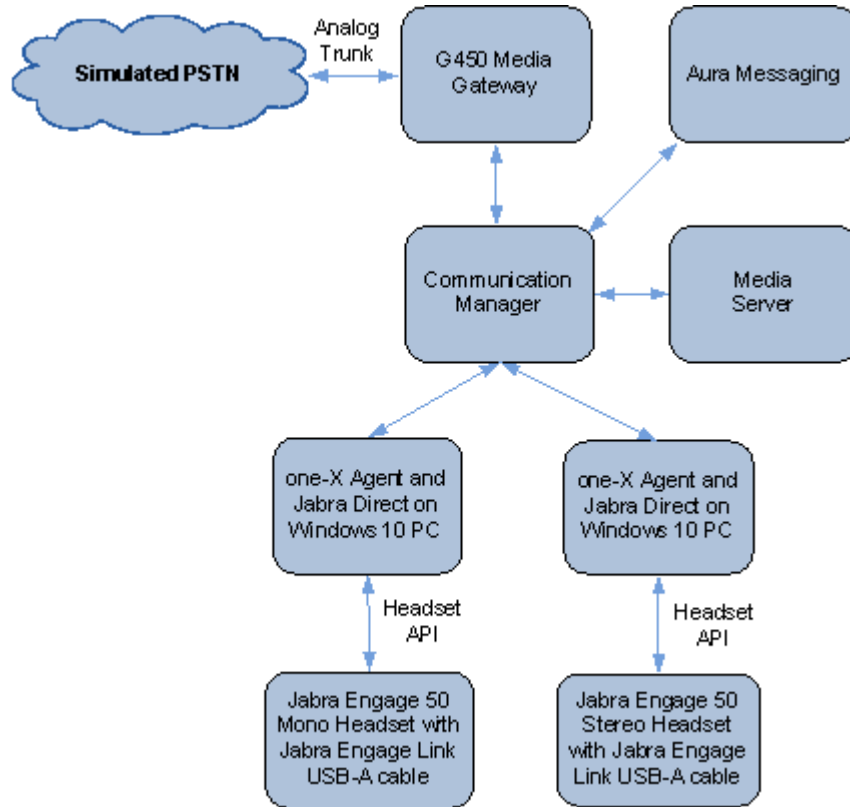 Analog
Trunk
Simulated PSTN
G450 Media
Gateway
Aura Messaging
Communication
Manager
Media
Server
one-X Agent and
Jabra Direct on
Windows 10 PC
one-X Agent and
Jabra Direct on
Windows 10 PC
Headset
API
Headset
API
Jabra Engage 50
Mono Headset with
Jabra Engage Link
USB-A cable
Jabra Engage 50
Stereo Headset
with Jabra Engage
Link USB-A cable